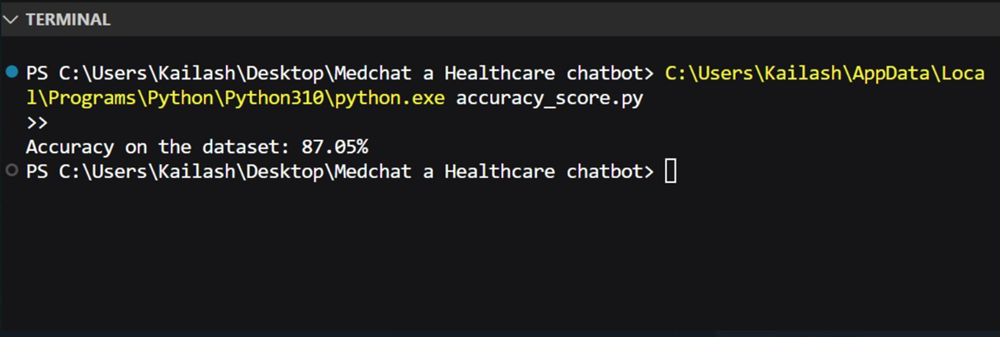 TERMINAL
PS C:\Users\Kailash\Desktop\Medchat a Healthcare chatbot> C:\Users\Kailash\AppData\Loca
l\Programs\Python\Python310\python.exe accuracy_score.py
>>
Accuracy on the dataset: 87.05%
PS C:\Users\Kailash\Desktop\Medchat a Healthcare chatbot>